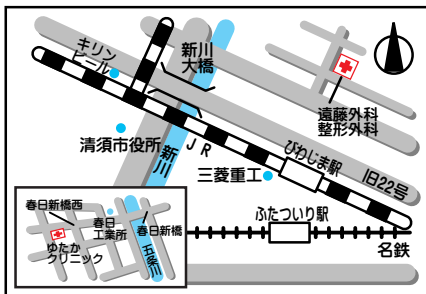 キリン
ビール
新川
大橋
遠藤外科
整形外科
清須市役所
新川
JR
びわじま駅
三菱重工
旧22号
ふたついり駅
名鉄
春日新橋西
春日
工業所
春日新橋
ゆたか
クリニック
五条川